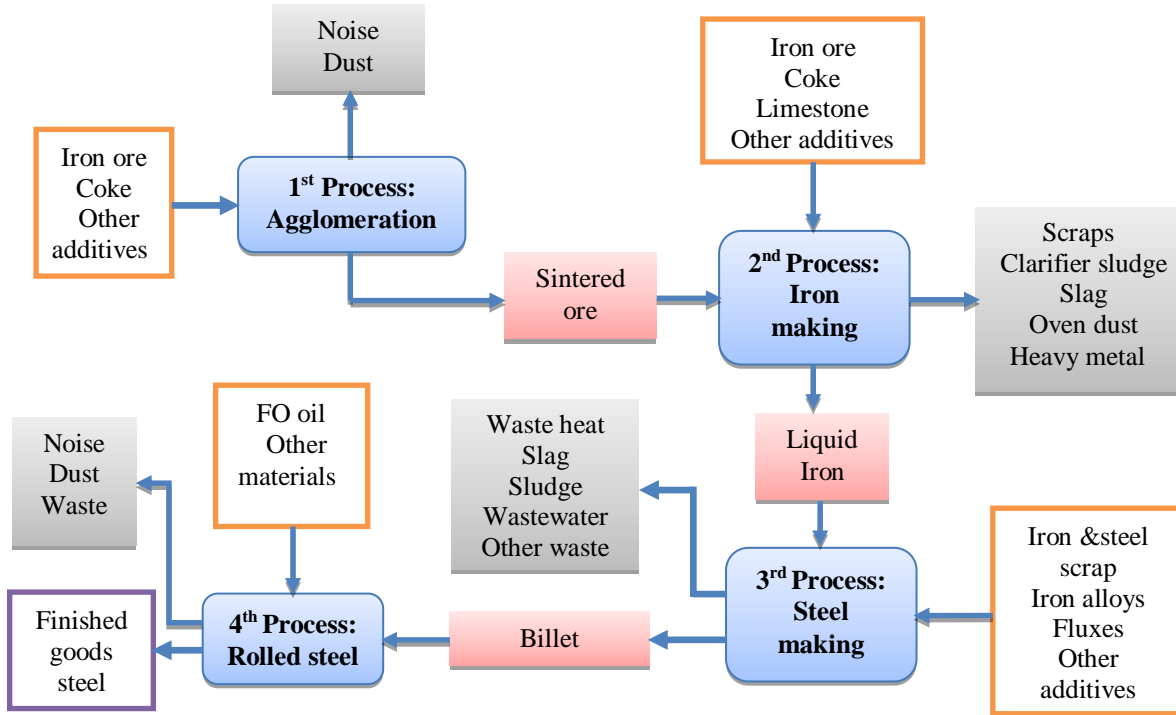 Noise
Dust
Iron ore
Coke
Limestone
Other additives
Iron ore
Coke
Other
additives
1st Process:
Agglomeration
Sintered
ore
2nd Process:
Iron
making
Scraps
Clarifier sludge
Slag
Oven dust
Heavy metal
Liquid
Iron
Waste heat
Slag
Sludge
Wastewater
Other waste
FO oil
Other
materials
Noise
Dust
Waste
Iron &steel
scrap
Iron alloys
Fluxes
Other
additives
3rd Process:
Steel
making
Billet
4th Process:
Rolled steel
Finished
goods
steel